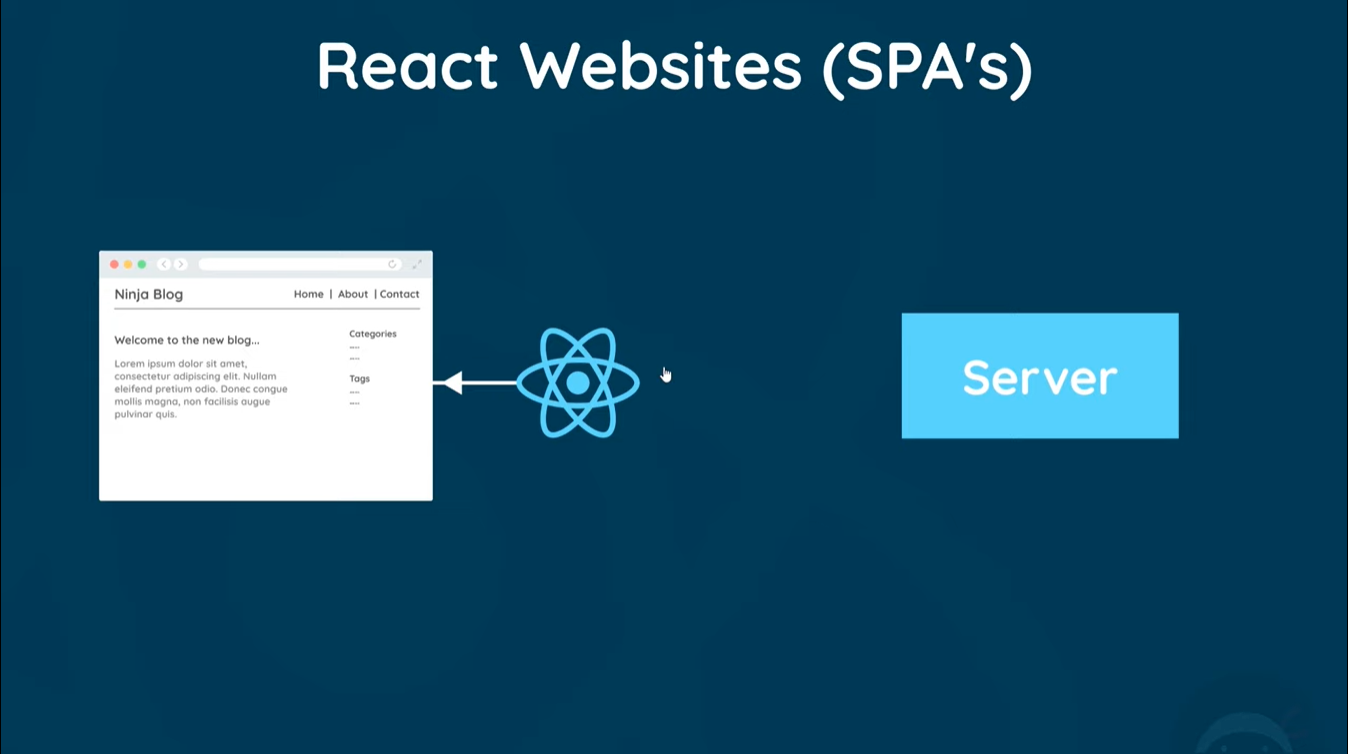 React Websites (SPA's)
Ninja Blog
Home | About | Contact
Welcome to the new blog...
Lorem ipsum dolor sit amet,
consectetur adipiscing elit. Nullam
eleifend pretium odio. Donec congue
mollis magna, non facilisis augue
pulvinar quis.
Categories
Tags
Server